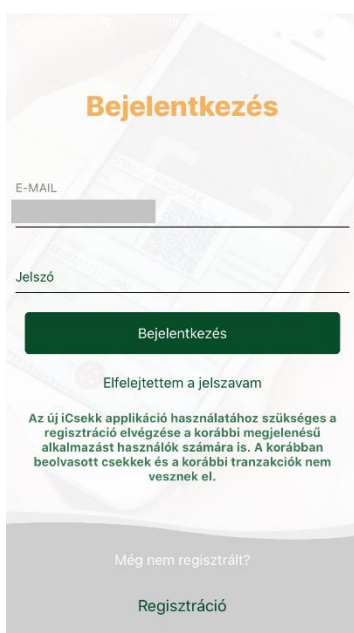 Bejelentkezés
E-MAIL
Jelszó
Bejelentkezés
Elfelejtettem a jelszavam
Az új iCsekk applikáció használatához szükséges a
regisztráció elvégzése a korábbi megjelenésű
alkalmazást használók számára is. A korábban
beolvasott csekkek és a korábbi tranzakciók nem
vesznek el.
Még nem regisztrált?
Regisztráció